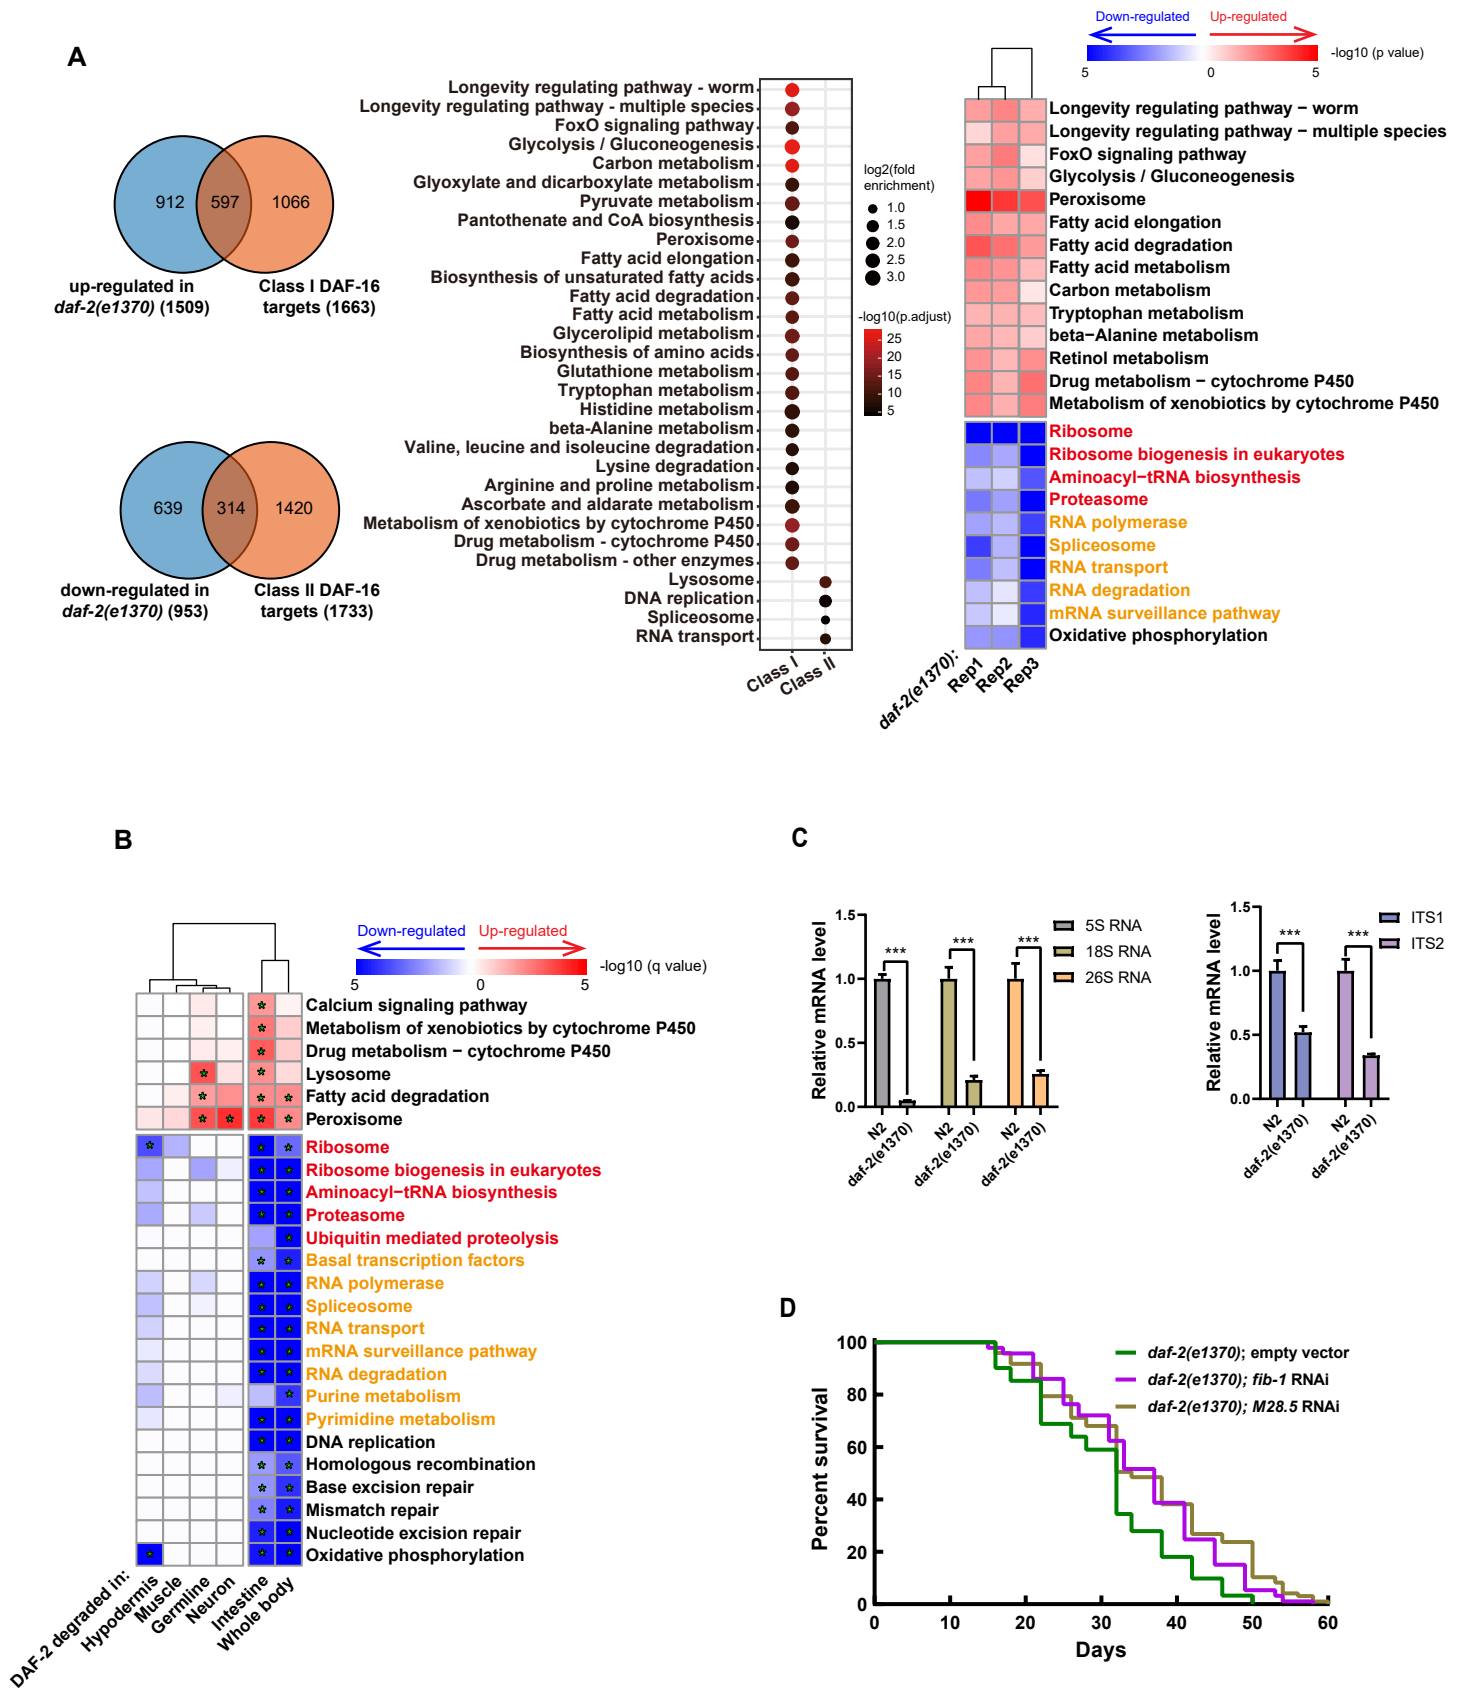 A
912
597
1066
up-regulated in
daf-2(e1370) (1509)
Class I DAF-16
targets (1663)
639
314
1420
down-regulated in
daf-2(e1370) (953)
Class II DAF-16
targets (1733)
Longevity regulating pathway - worm
Longevity regulating pathway - multiple species
FoxO signaling pathway
Glycolysis / Gluconeogenesis
Carbon metabolism
Glyoxylate and dicarboxylate metabolism
Pyruvate metabolism
Pantothenate and CoA biosynthesis
Peroxisome
Fatty acid elongation
Biosynthesis of unsaturated fatty acids
Fatty acid degradation
Fatty acid metabolism
Glycerolipid metabolism
Biosynthesis of amino acids
Glutathione metabolism
Tryptophan metabolism
Histidine metabolism
beta-Alanine metabolism
Valine, leucine and isoleucine degradation
Lysine degradation
Arginine and proline metabolism
Ascorbate and aldarate metabolism
Metabolism of xenobiotics by cytochrome P450
Drug metabolism - cytochrome P450
Drug metabolism - other enzymes
Lysosome
DNA replication
Spliceosome
RNA transport
Class I
Class II
log2(fold
enrichment)
1.0
1.5
2.0
2.5
3.0
-log10(p.adjust)
25
20
15
10
5
Down-regulated
Up-regulated
-log10 (p value)
5
0
5
Longevity regulating pathway − worm
Longevity regulating pathway − multiple species
FoxO signaling pathway
Glycolysis / Gluconeogenesis
Peroxisome
Fatty acid elongation
Fatty acid degradation
Fatty acid metabolism
Carbon metabolism
Tryptophan metabolism
beta−Alanine metabolism
Retinol metabolism
Drug metabolism − cytochrome P450
Metabolism of xenobiotics by cytochrome P450
Ribosome
Ribosome biogenesis in eukaryotes
Aminoacyl−tRNA biosynthesis
Proteasome
RNA polymerase
Spliceosome
RNA transport
RNA degradation
mRNA surveillance pathway
Oxidative phosphorylation
daf-2(e1370):
Rep1
Rep2
Rep3
B
Down-regulated
Up-regulated
-log10 (q value)
5
0
5
Calcium signaling pathway
Metabolism of xenobiotics by cytochrome P450
Drug metabolism − cytochrome P450
Lysosome
Fatty acid degradation
Peroxisome
Ribosome
Ribosome biogenesis in eukaryotes
Aminoacyl−tRNA biosynthesis
Proteasome
Ubiquitin mediated proteolysis
Basal transcription factors
RNA polymerase
Spliceosome
RNA transport
mRNA surveillance pathway
RNA degradation
Purine metabolism
Pyrimidine metabolism
DNA replication
Homologous recombination
Base excision repair
Mismatch repair
Nucleotide excision repair
Oxidative phosphorylation
DAF-2 degraded in:
Hypodermis
Muscle
Germline
Neuron
Intestine
Whole body
C
Relative mRNA level
1.5
1.0
0.5
0.0
***
***
***
N2
daf-2(e1370)
N2
daf-2(e1370)
N2
daf-2(e1370)
5S RNA
18S RNA
26S RNA
Relative mRNA level
1.5
1.0
0.5
0.0
***
***
N2
daf-2(e1370)
N2
daf-2(e1370)
ITS1
ITS2
D
Percent survival
100
80
60
40
20
0
0
10
20
30
40
50
60
Days
daf-2(e1370); empty vector
daf-2(e1370); fib-1 RNAi
daf-2(e1370); M28.5 RNAi